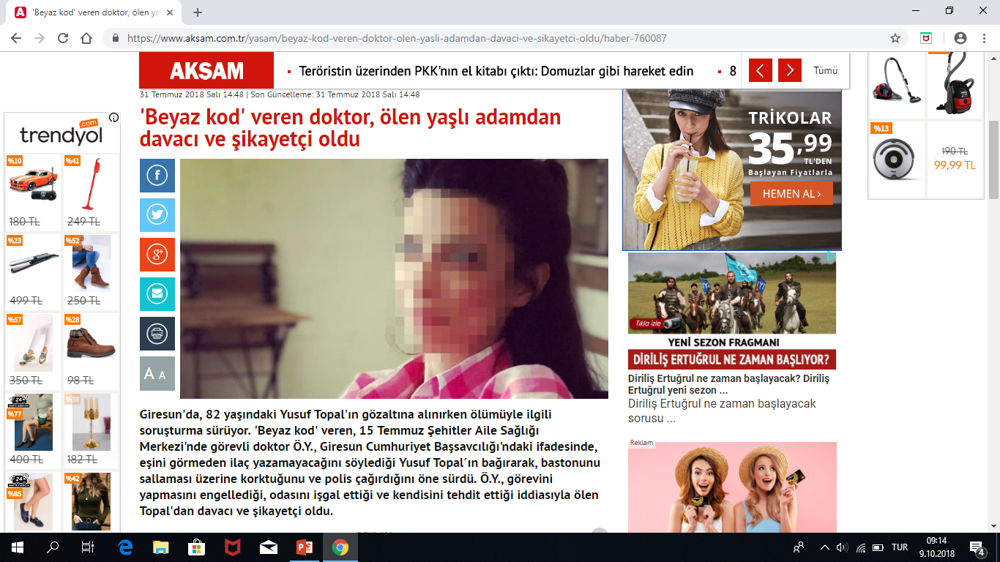 'Beyaz kod' veren doktor, ölen ya
https://www.aksam.com.tr/yasam/beyaz-kod-veren-doktor-olen-yasli-adamdan-davaci-ve-sikayetci-oldu/haber-760087
AKSAM
Teröristin üzerinden PKK'nın el kitabı çıktı: Domuzlar gibi hareket edin
8
Tümü
31 Temmuz 2018 Salı 14:48 | Son Güncelleme: 31 Temmuz 2018 Salı 14:48
'Beyaz kod' veren doktor, ölen yaşlı adamdan
davacı ve şikayetçi oldu
A A
Giresun'da, 82 yaşındaki Yusuf Topal'ın gözaltına alınırken ölümüyle ilgili
soruşturma sürüyor. 'Beyaz kod' veren, 15 Temmuz Şehitler Aile Sağlığı
Merkezi'nde görevli doktor Ö.Y., Giresun Cumhuriyet Başsavcılığı'ndaki ifadesinde,
eşini görmeden ilaç yazamayacağını söylediği Yusuf Topal´ın bağırarak, bastonunu
sallaması üzerine korktuğunu ve polis çağırdığını öne sürdü. Ö.Y., görevini
yapmasını engellediği, odasını işgal ettiği ve kendisini tehdit ettiği iddiasıyla ölen
Topal'dan davacı ve şikayetçi oldu.
trendyol
.com
%10
%41
180 TL
249 TL
%23
%52
499 TL
250 TL
%57
%28
350 TL
98 TL
24
%77
%58
400 TL
182 TL
24
%85
%42
TRİKOLAR
35,99
TL'DEN
Başlayan Fiyatlarla
HEMEN AL ›
Tıkla izle
YENİ SEZON FRAGMANI
DİRİLİŞ ERTUĞRUL NE ZAMAN BAŞLIYOR?
Diriliş Ertuğrul ne zaman başlayacak? Diriliş
Ertuğrul yeni sezon ...
Diriliş Ertuğrul ne zaman başlayacak
sorusu ...
Reklam
%13
190 TL
99,99 TL
TUR
09:14
9.10.2018
4